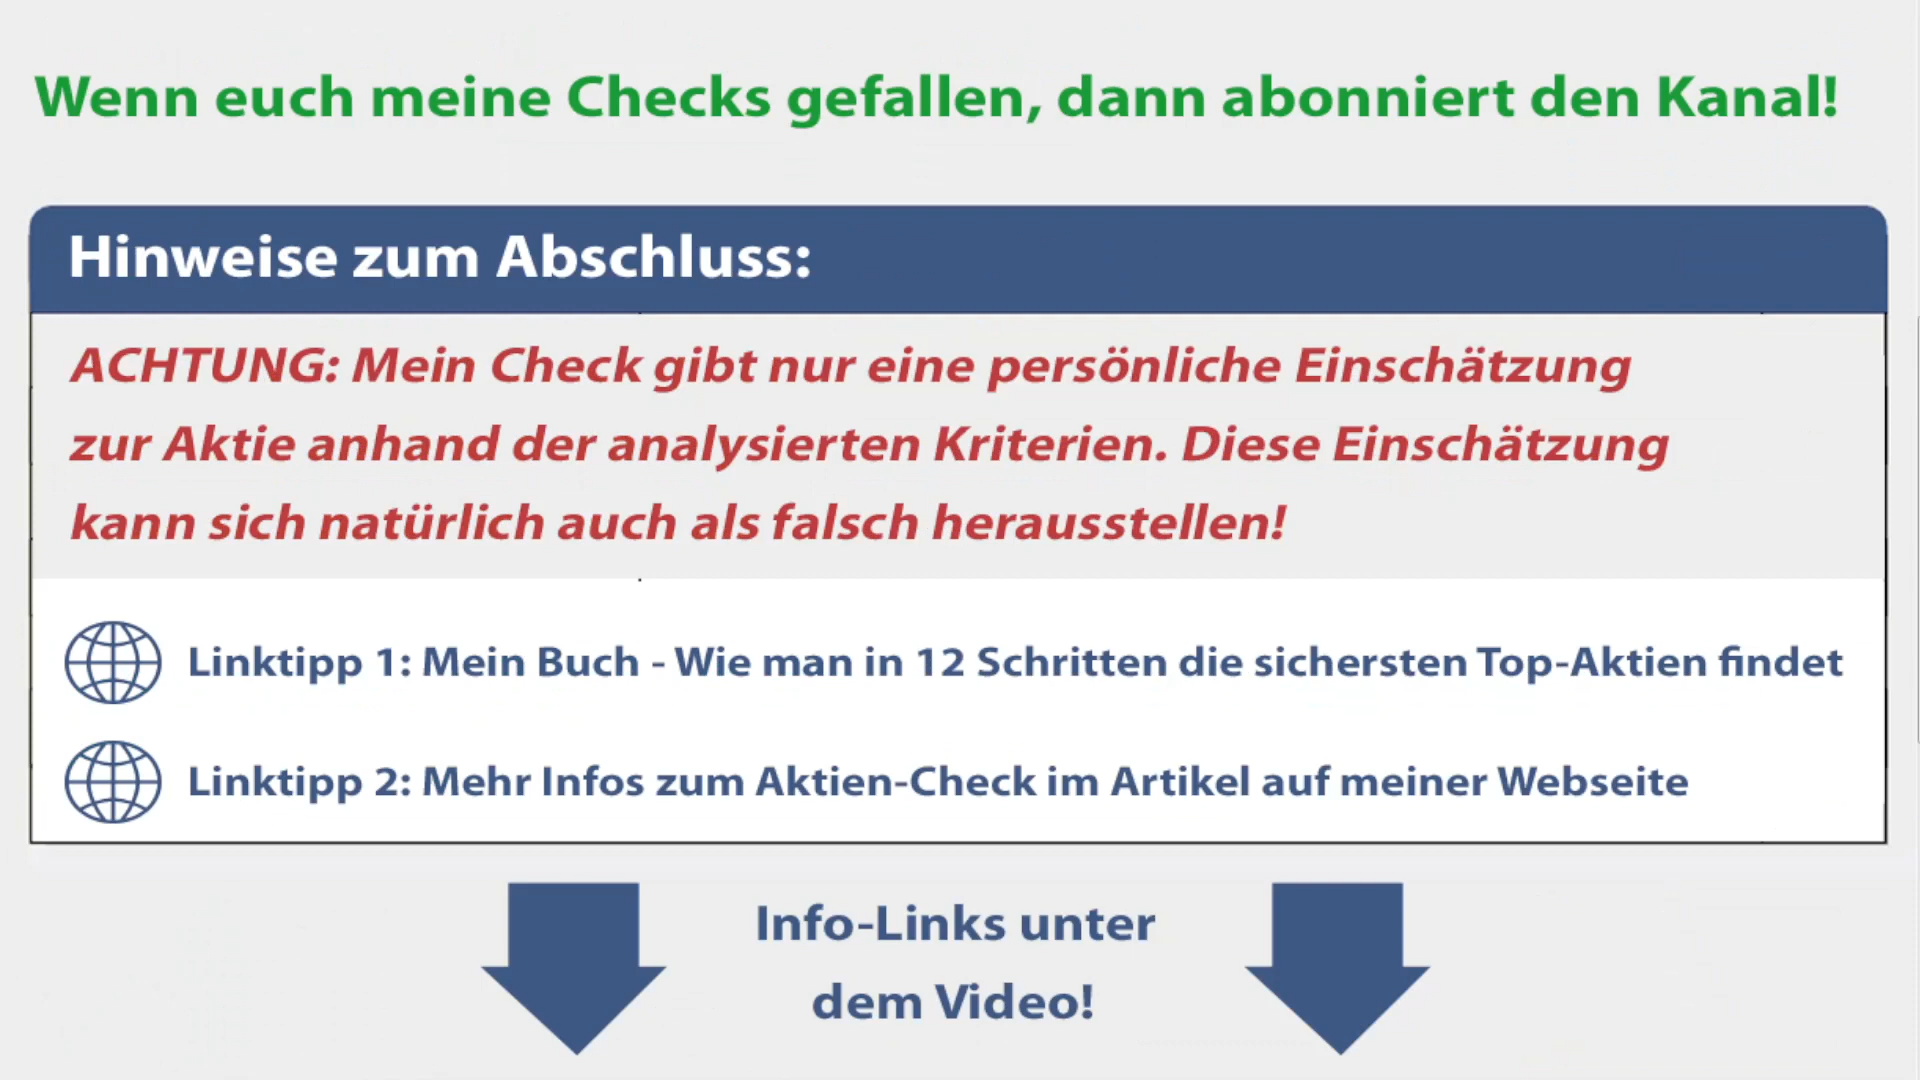 Wenn euch meine Checks gefallen, dann abonniert den Kanal!
Hinweise zum Abschluss:
ACHTUNG: Mein Check gibt nur eine persönliche Einschätzung
zur Aktie anhand der analysierten Kriterien. Diese Einschätzung
kann sich natürlich auch als falsch herausstellen!
Linktipp 1: Mein Buch - Wie man in 12 Schritten die sichersten Top-Aktien findet
Linktipp 2: Mehr Infos zum Aktien-Check im Artikel auf meiner Webseite
Info-Links unter
dem Video!